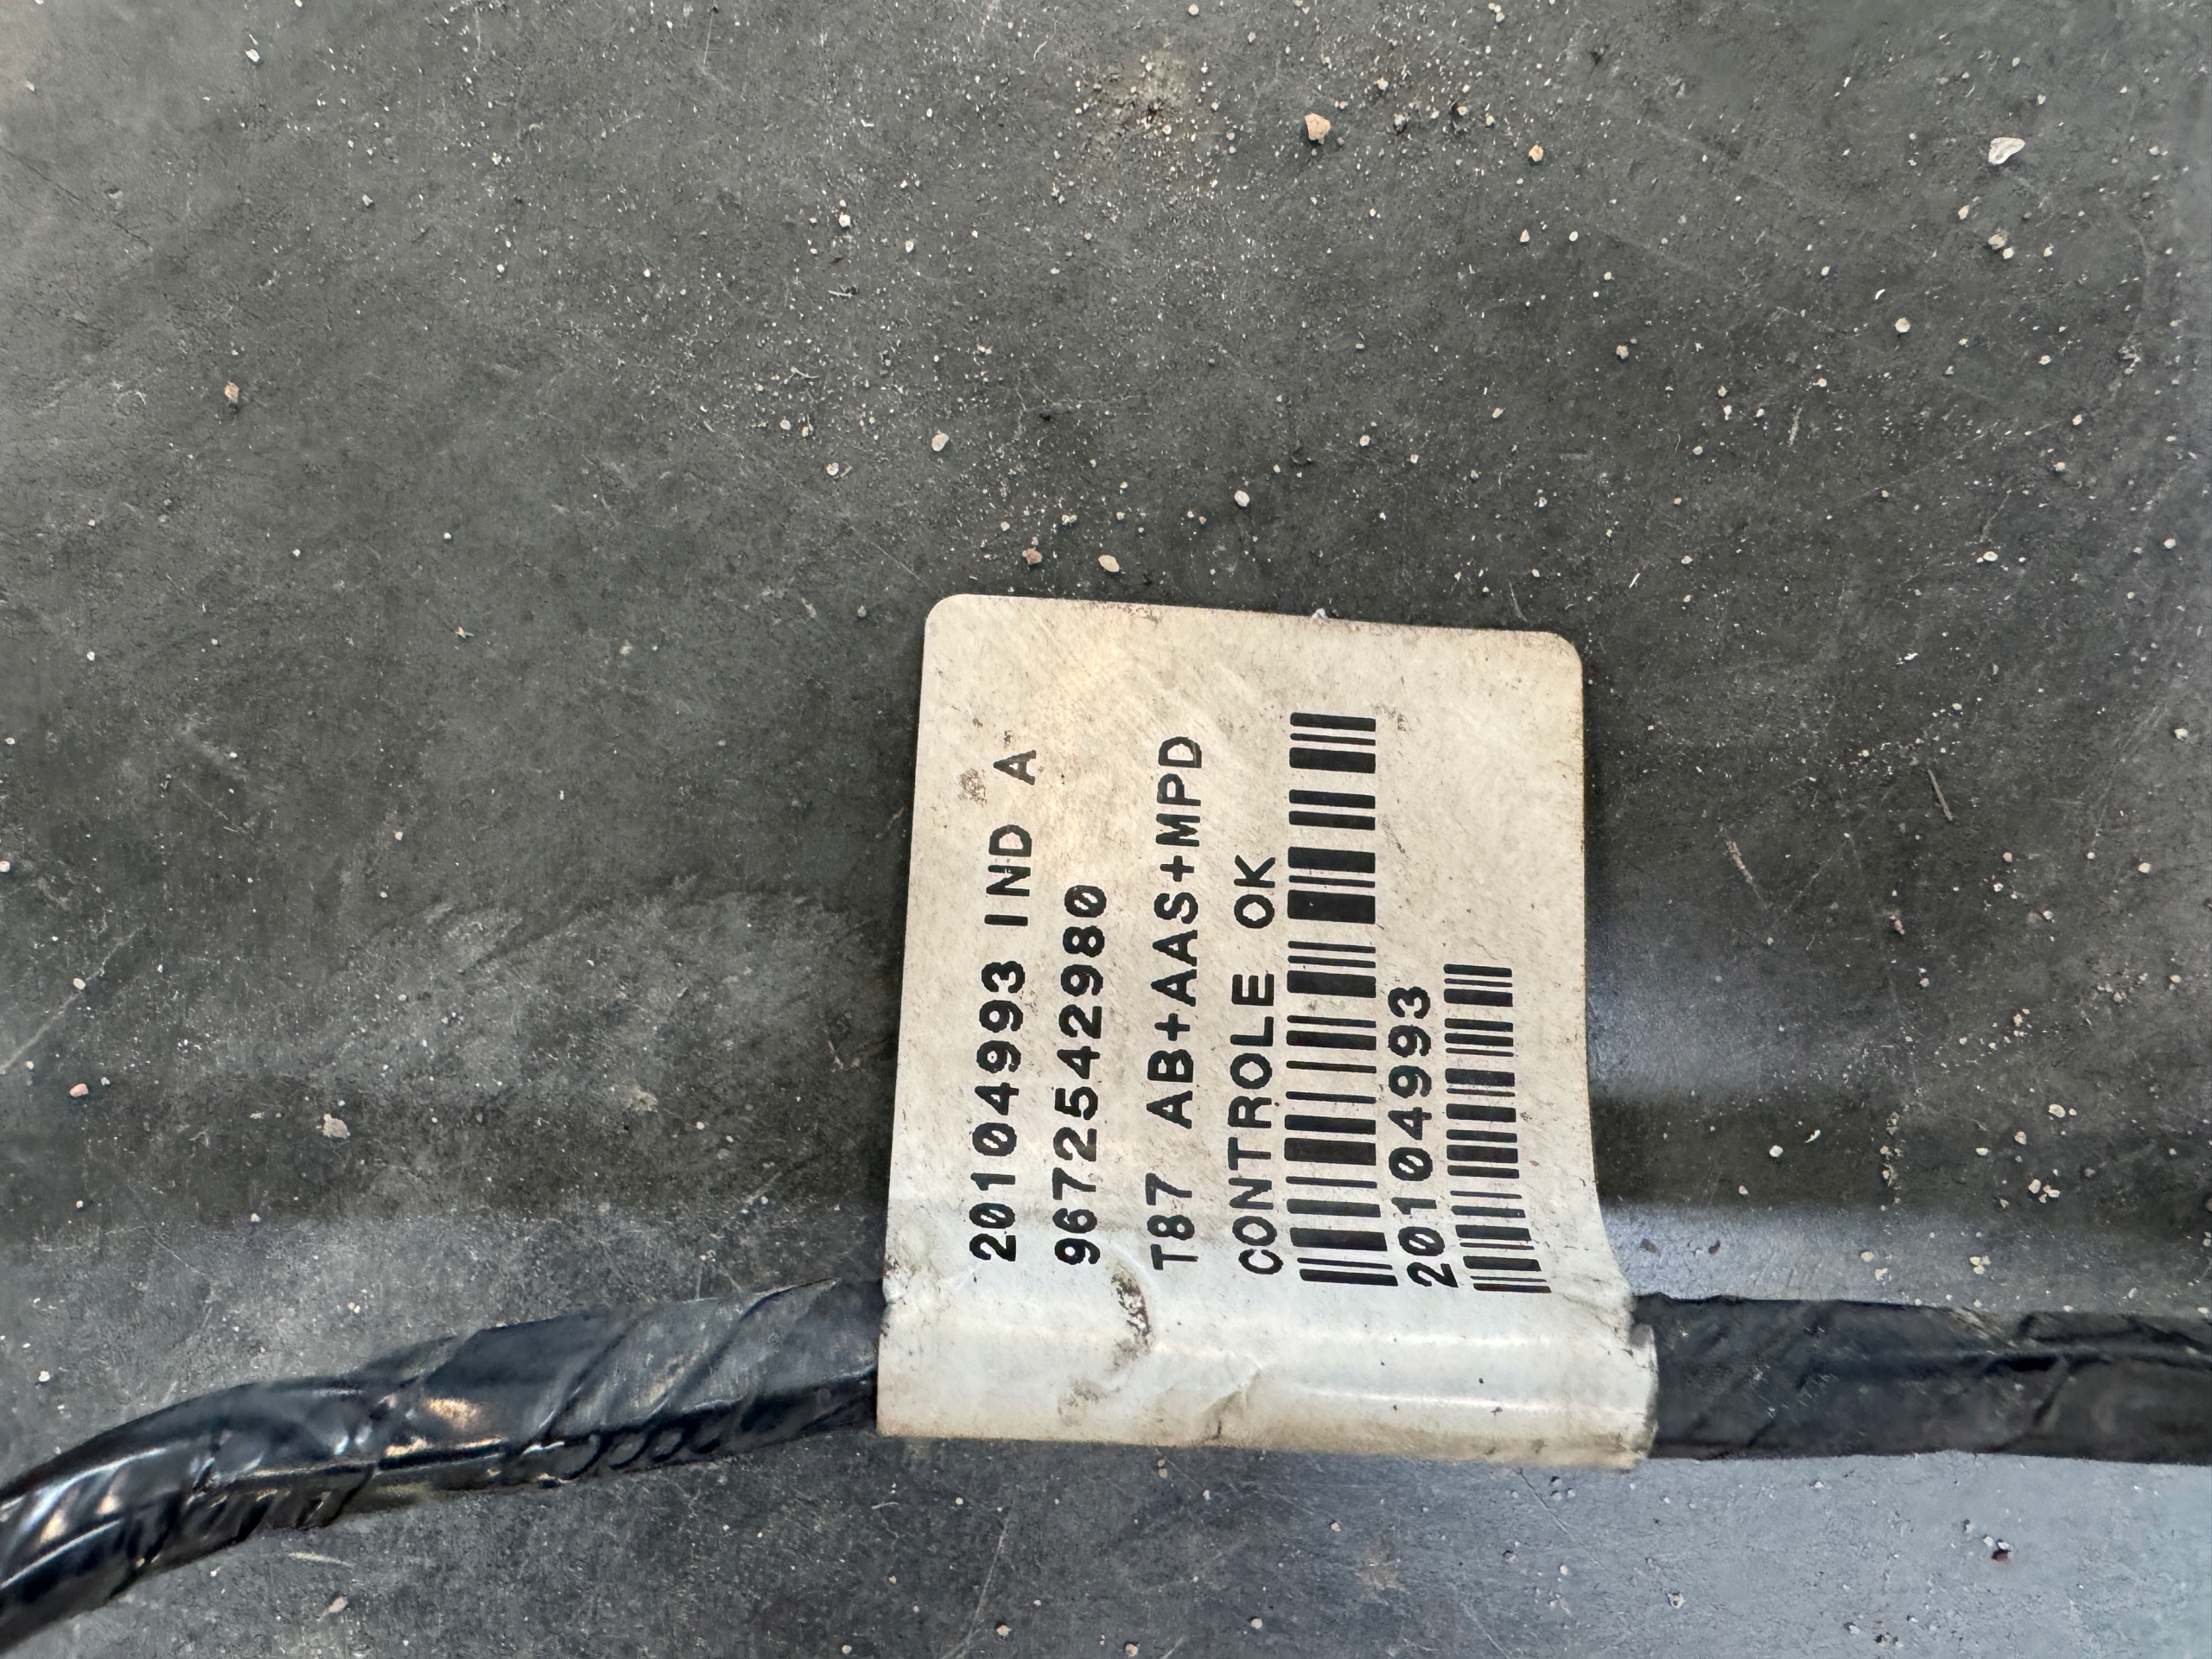 20104993 IND A
9672542980
T87 AB+AAS+MPD
CONTROLE OK
20104993